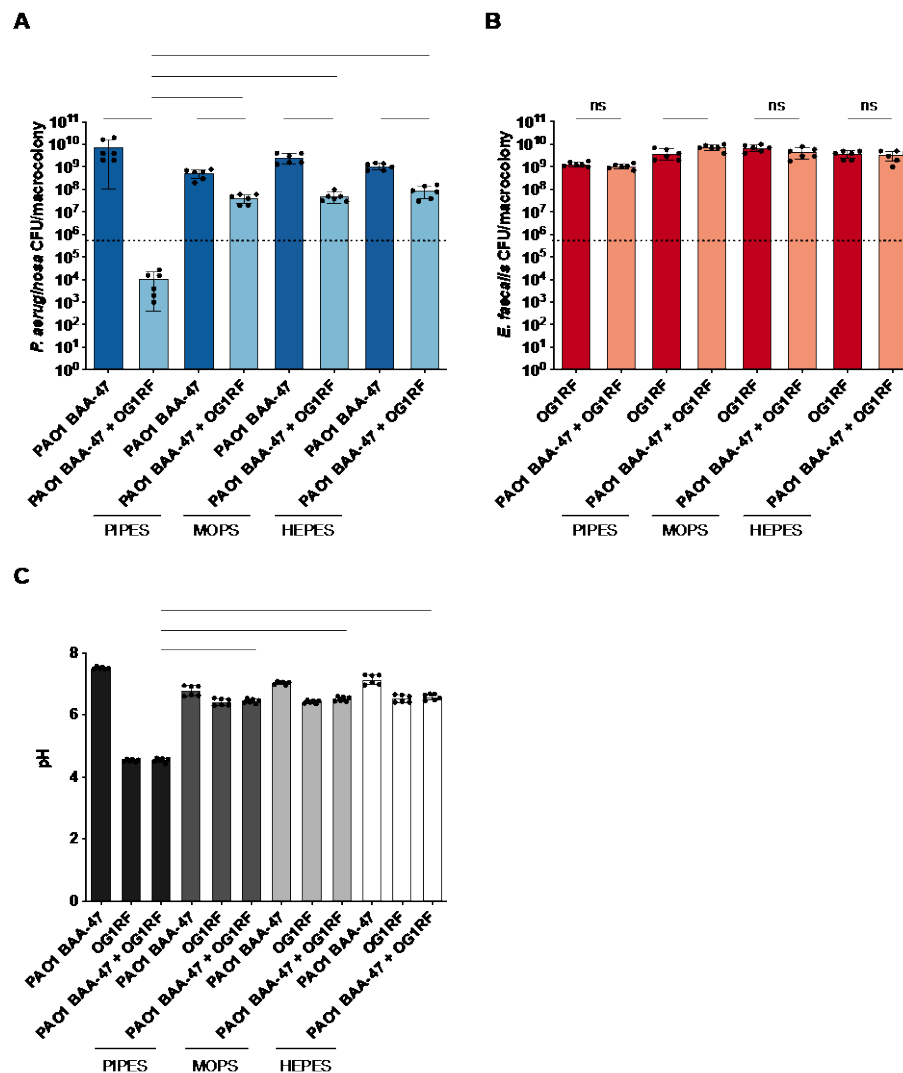 A
B
P. aeruginosa CFU/macrocolony
10¹¹
10¹⁰
10⁹
10⁸
10⁷
10⁶
10⁵
10⁴
10³
10²
10¹
10⁰
PAO1 BAA-47
PAO1 BAA-47 + OG1RF
PAO1 BAA-47
PAO1 BAA-47 + OG1RF
PAO1 BAA-47
PAO1 BAA-47 + OG1RF
PAO1 BAA-47
PAO1 BAA-47 + OG1RF
PIPES
MOPS
HEPES
ns
ns
ns
E. faecalis CFU/macrocolony
10¹¹
10¹⁰
10⁹
10⁸
10⁷
10⁶
10⁵
10⁴
10³
10²
10¹
10⁰
OG1RF
PAO1 BAA-47 + OG1RF
OG1RF
PAO1 BAA-47 + OG1RF
OG1RF
PAO1 BAA-47 + OG1RF
OG1RF
PAO1 BAA-47 + OG1RF
PIPES
MOPS
HEPES
C
pH
8
6
4
2
0
PAO1 BAA-47
OG1RF
PAO1 BAA-47 + OG1RF
PAO1 BAA-47
OG1RF
PAO1 BAA-47 + OG1RF
PAO1 BAA-47
OG1RF
PAO1 BAA-47 + OG1RF
PAO1 BAA-47
OG1RF
PAO1 BAA-47 + OG1RF
PIPES
MOPS
HEPES